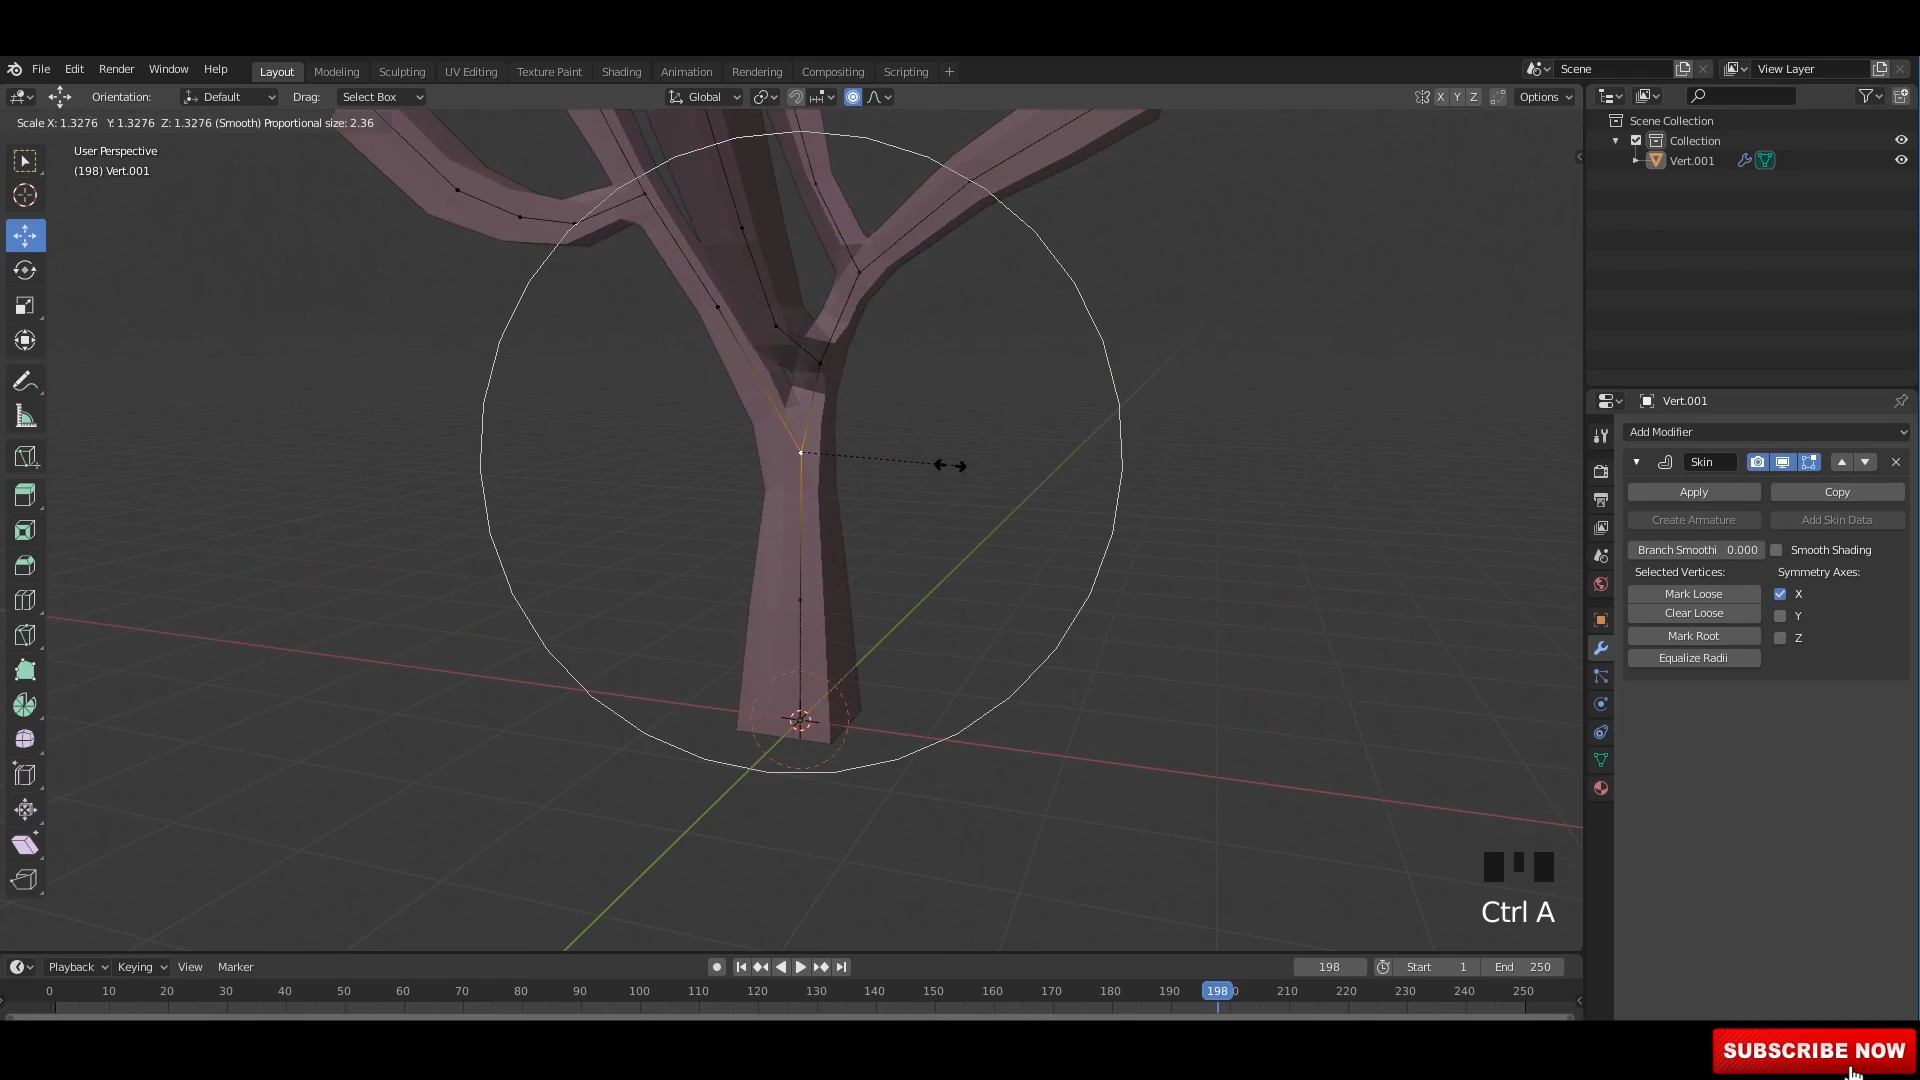 File Edit Render Window Help Layout Modeling Sculpting UV Editing Texture Paint Shading Animation Rendering Compositing Scripting + Scene View Layer
Orientation: Default Drag: Select Box Global X Y Z Options
Scale X: 1.3276 Y: 1.3276 Z: 1.3276 (Smooth) Proportional size: 2.36
User Perspective
(198) Vert.001
Scene Collection
Collection
Vert.001
Vert.001
Add Modifier
Skin
Apply Copy
Create Armature Add Skin Data
Branch Smoothi 0.000 Smooth Shading
Selected Vertices: Symmetry Axes:
Mark Loose X
Clear Loose Y
Mark Root Z
Equalize Radii
Ctrl A
Playback Keying View Marker 198 Start 1 End 250
0 10 20 30 40 50 60 70 80 90 100 110 120 130 140 150 160 170 180 190 198 0 210 220 230 240 250
SUBSCRIBE NOW